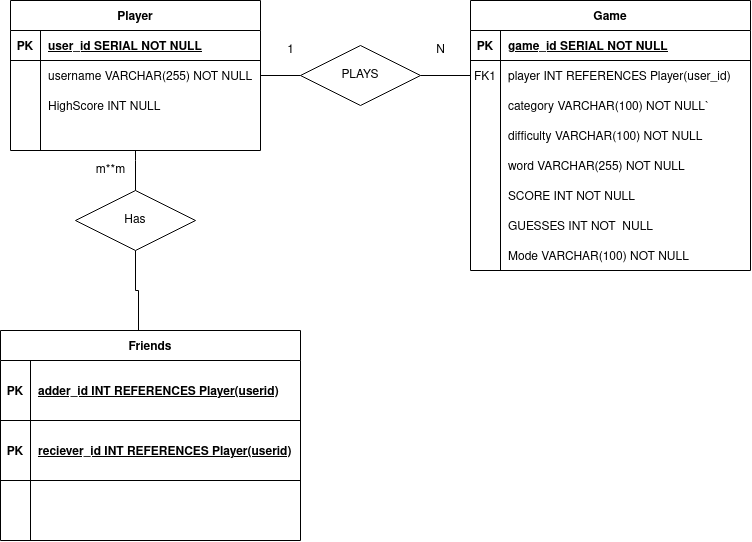 Player
PK user_id SERIAL NOT NULL
username VARCHAR(255) NOT NULL
HighScore INT NULL
1
PLAYS
N
Game
PK game_id SERIAL NOT NULL
FK1 player INT REFERENCES Player(user_id)
category VARCHAR(100) NOT NULL`
difficulty VARCHAR(100) NOT NULL
word VARCHAR(255) NOT NULL
SCORE INT NOT NULL
GUESSES INT NOT  NULL
Mode VARCHAR(100) NOT NULL
m**m
Has
Friends
PK adder_id INT REFERENCES Player(userid)
PK reciever_id INT REFERENCES Player(userid)